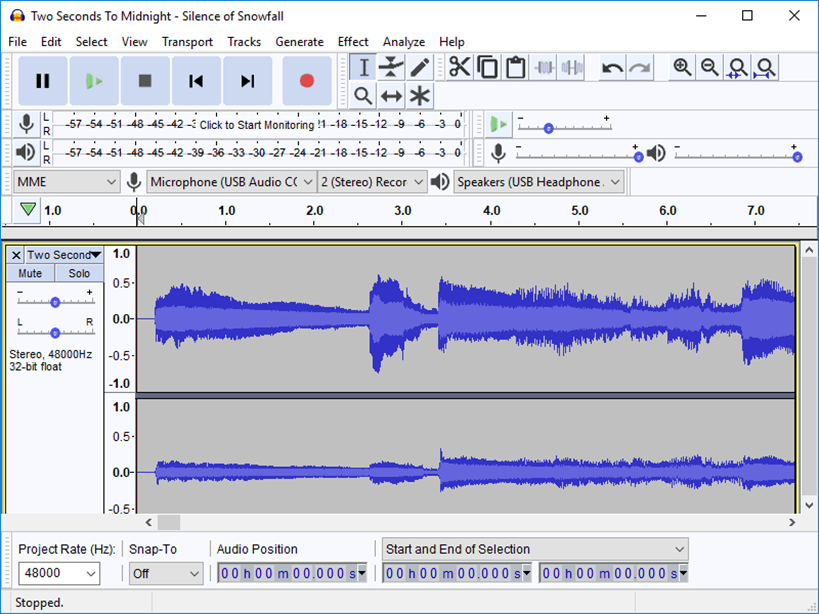 Two Seconds To Midnight - Silence of Snowfall
File Edit Select View Transport Tracks Generate Effect Analyze Help
L -57 -54 -51 -48 -45 -42 Click to Start Monitoring -18 -15 -12 -9 -6 -3 0
R
- +
L -57 -54 -51 -48 -45 -42 -39 -36 -33 -30 -27 -24 -21 -18 -15 -12 -9 -6 -3 0
R
- + - +
MME Microphone (USB Audio 2 (Stereo) Recor Speakers (USB Headphone
1.0 0.0 1.0 2.0 3.0 4.0 5.0 6.0 7.0
Two Second
Mute Solo
- +
L R
Stereo, 48000Hz
32-bit float
1.0
0.5-
0.0-
-0.5-
-1.0
1.0
0.5-
0.0-
-0.5-
Project Rate (Hz): Snap-To Audio Position Start and End of Selection
48000 Off 00 h 00 m 00.000 s 00 h 00 m 00.000 s 00 h 00 m 00.000 s
Stopped.